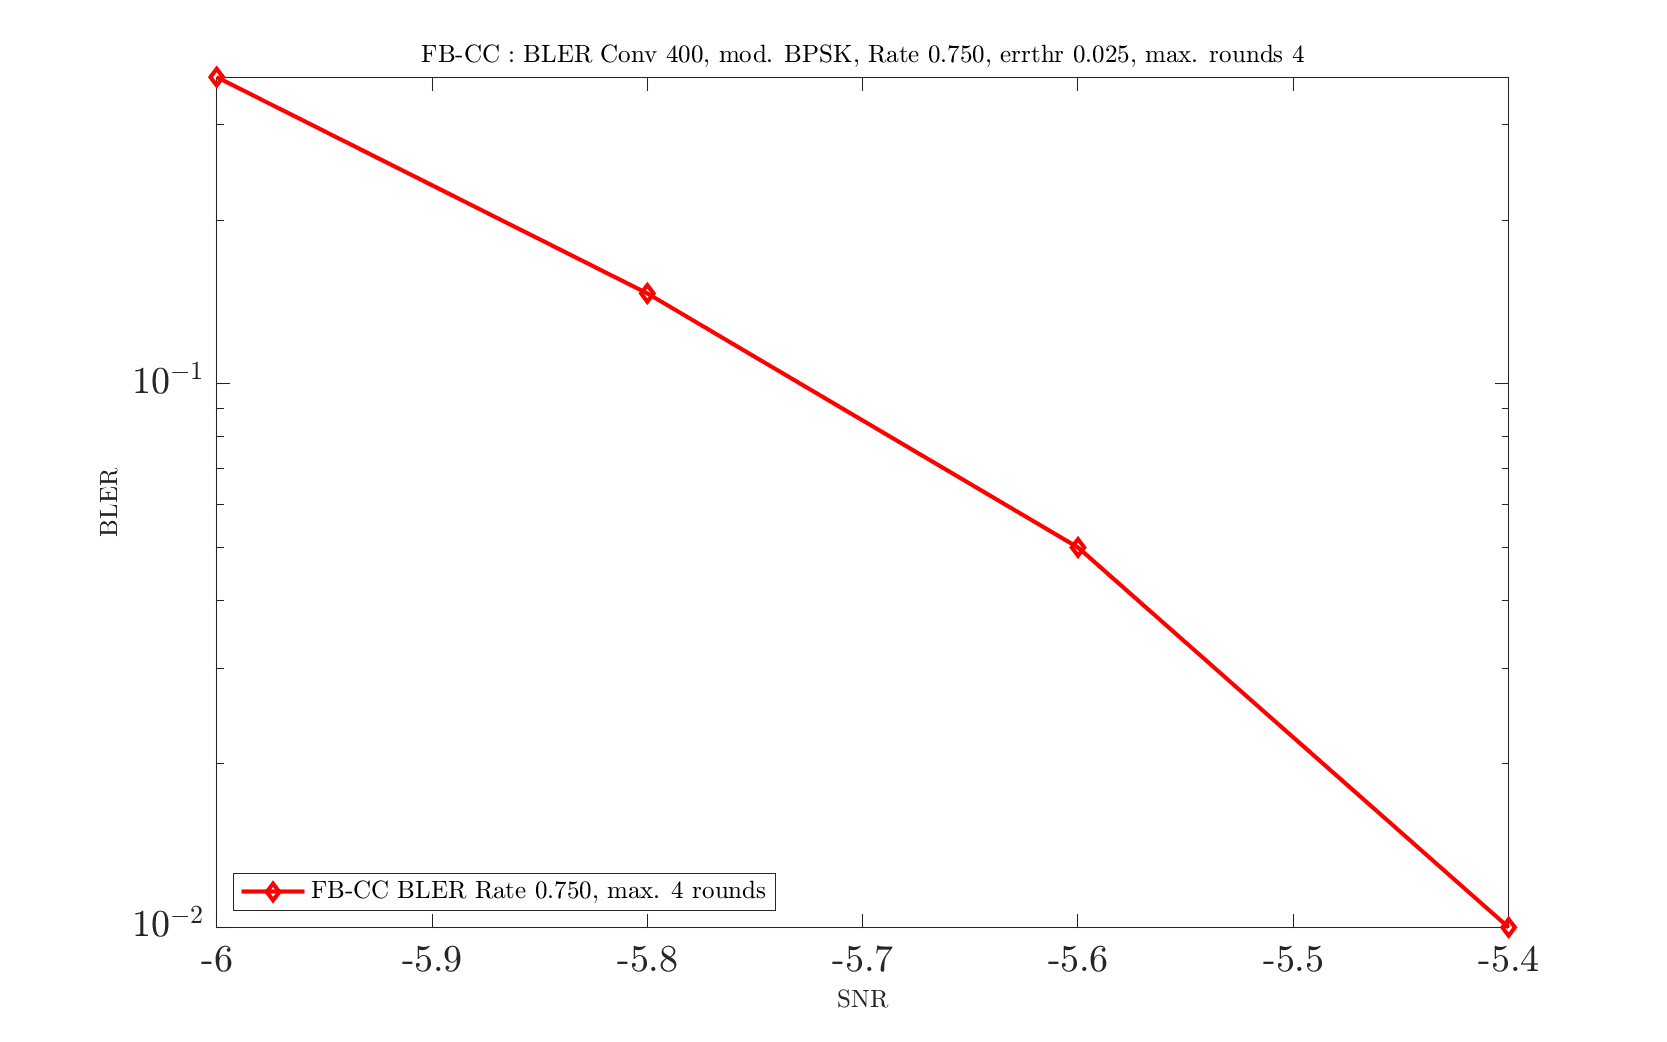 FB-CC : BLER Conv 400, mod. BPSK, Rate 0.750, errthr 0.025, max. rounds 4
10⁻¹
BLER
FB-CC BLER Rate 0.750, max. 4 rounds
10⁻²
-6 -5.9 -5.8 -5.7 -5.6 -5.5 -5.4
SNR